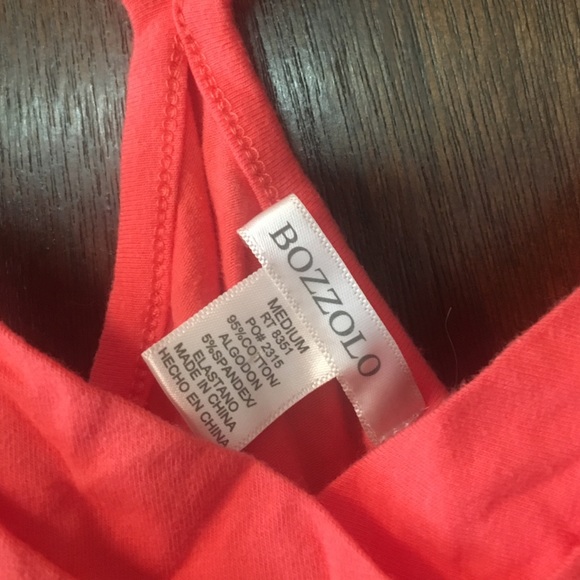 BOZZOLO
MEDIUM
RT 8351
PO# 2315
95%COTTON/
ALGODON
5%SPANDEX/
ELASTANO
MADE IN CHINA
HECHO EN CHINA